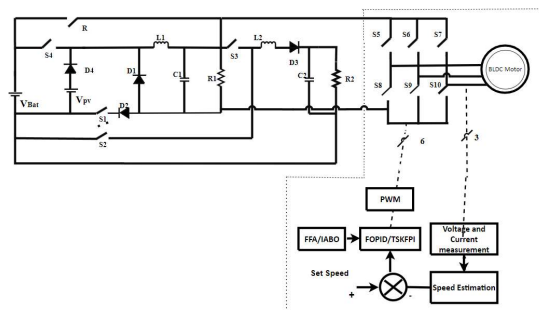 R
S5
S6
S7
S4
L1
S3
L2
D3
BLDC Motor
D4
D1
C1
R1
C2
R2
S8
S9
S10
VBat
Vpv
S1
D2
S2
6
3
PWM
FFA/IABO
FOPID/TSKFPI
Voltage and
Current
measurement
Set Speed
+
-
Speed Estimation